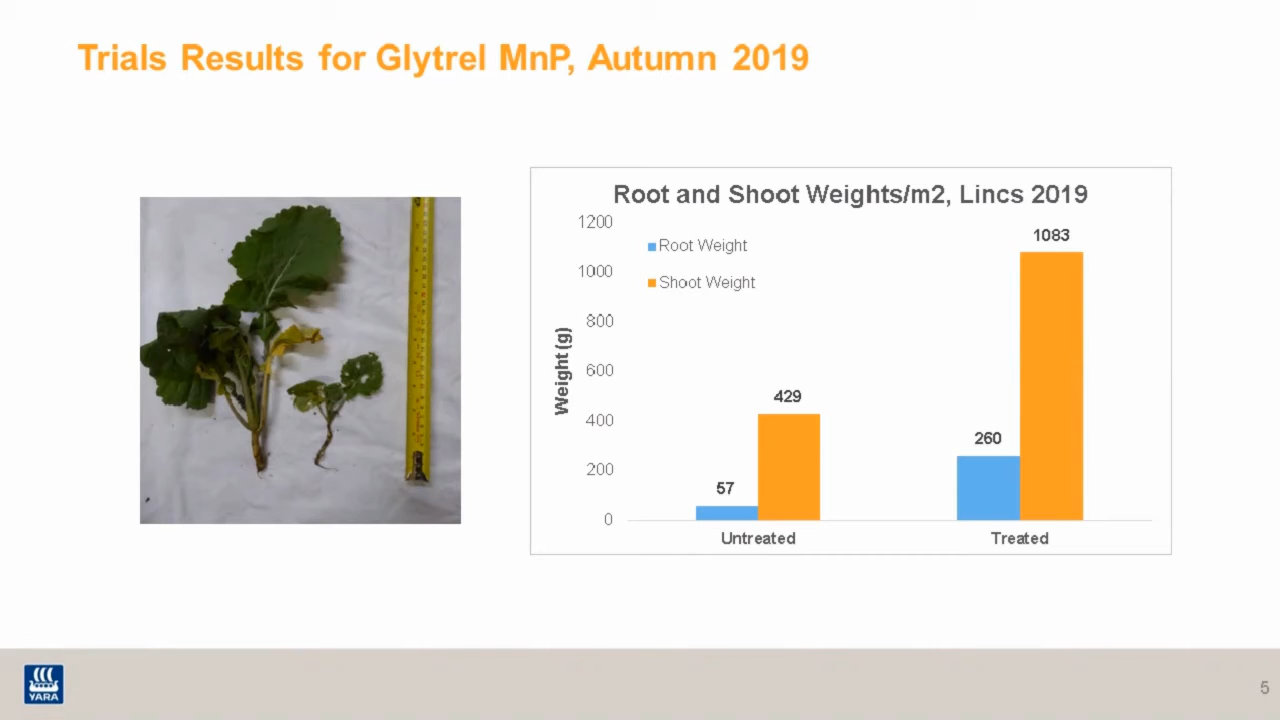 Trials Results for Glytrel MnP, Autumn 2019
Root and Shoot Weights/m2, Lincs 2019
1200
1000
800
600
400
200
0
Weight (g)
Root Weight
Shoot Weight
57
429
260
1083
Untreated
Treated
YARA
5